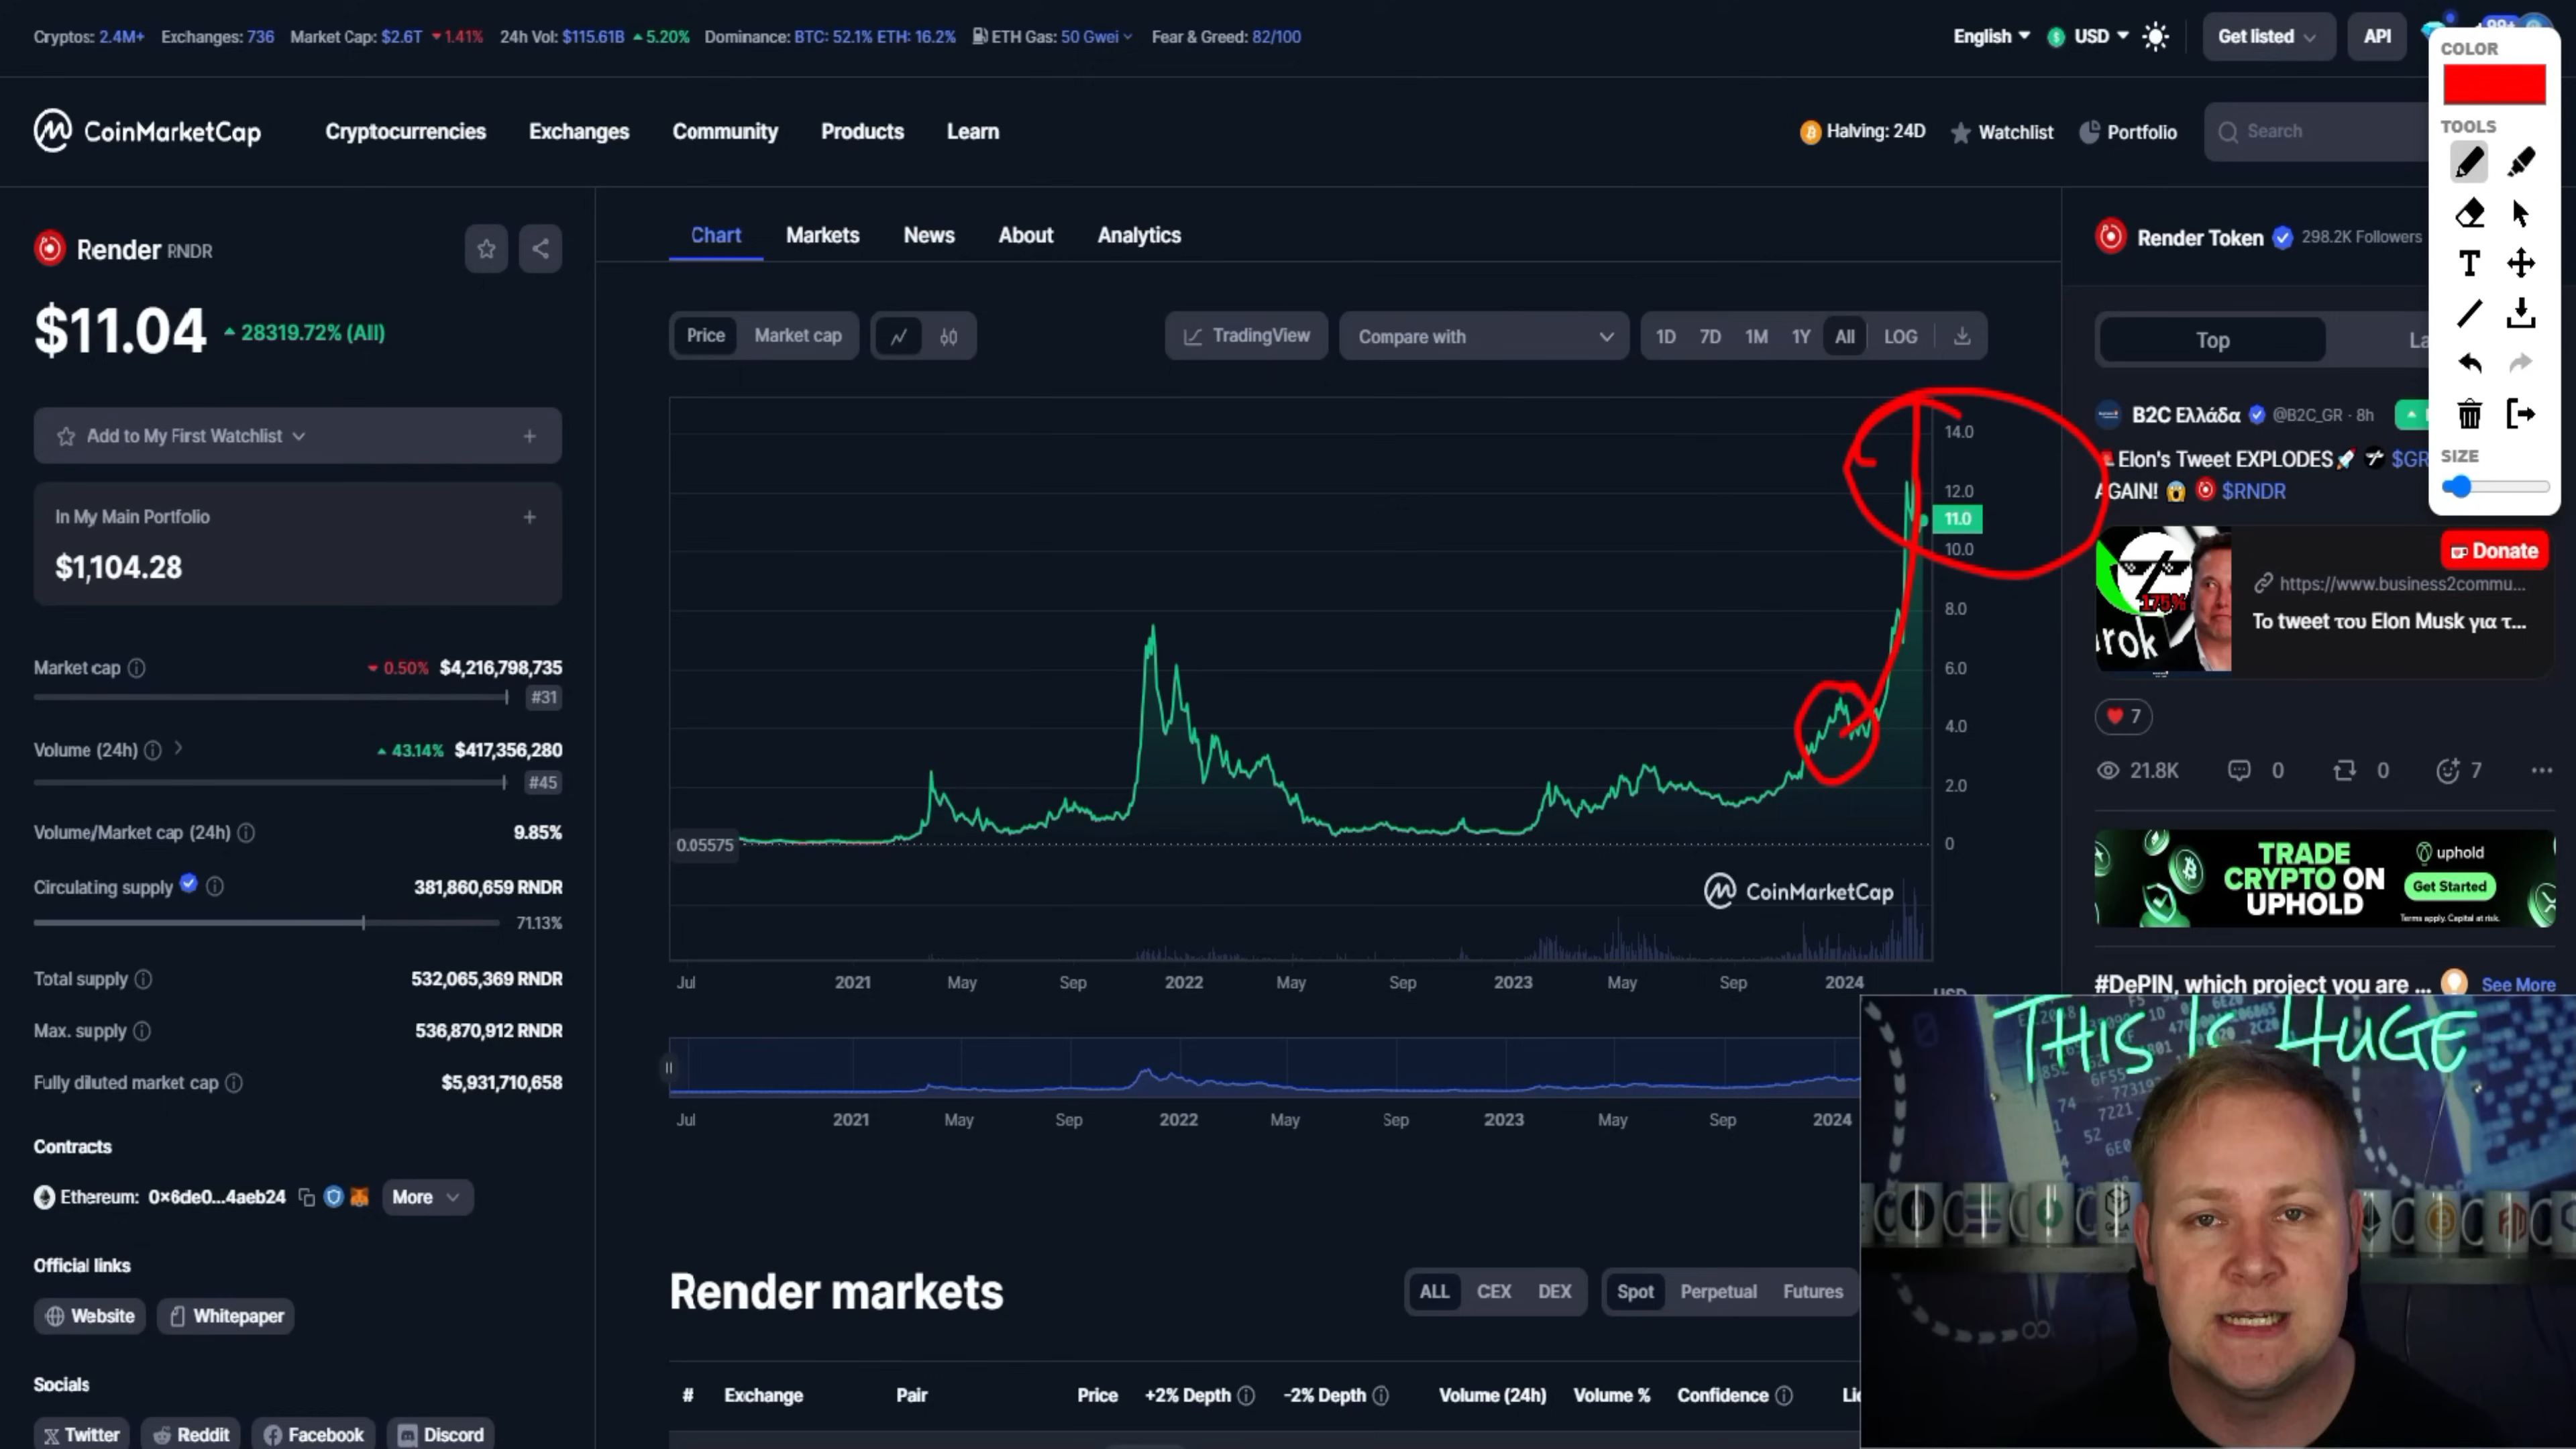 Cryptos: 2.4M+ Exchanges: 736 Market Cap: $2.6T 1.41% 24h Vol: $115.61B 5.20% Dominance: BTC: 52.1% ETH: 16.2% ETH Gas: 50 Gwei Fear & Greed: 82/100
English USD Get listed API 99+
CoinMarketCap Cryptocurrencies Exchanges Community Products Learn
Halving: 24D Watchlist Portfolio Search
COLOR
TOOLS
T
SIZE
Render RNDR
$11.04 28319.72% (All)
Add to My First Watchlist +
In My Main Portfolio +
$1,104.28
Market cap 0.50% $4,216,798,735
#31
Volume (24h) 43.14% $417,356,280
#45
Volume/Market cap (24h) 9.85%
Circulating supply 381,860,659 RNDR
71.13%
Total supply 532,065,369 RNDR
Max. supply 536,870,912 RNDR
Fully diluted market cap $5,931,710,658
Contracts
Ethereum: 0x6de0...4aeb24 More
Official links
Website Whitepaper
Socials
Twitter Reddit Facebook Discord
Chart Markets News About Analytics
Price Market cap TradingView Compare with 1D 7D 1M 1Y All LOG
14.0
12.0
11.0
10.0
8.0
6.0
4.0
2.0
0
0.05575
CoinMarketCap
Jul 2021 May Sep 2022 May Sep 2023 May Sep 2024
USD
Jul 2021 May Sep 2022 May Sep 2023 May Sep 2024
Render markets ALL CEX DEX Spot Perpetual Futures
# Exchange Pair Price +2% Depth -2% Depth Volume (24h) Volume % Confidence
Render Token 298.2K Followers
Top
B2C Ελλάδα @B2C_GR · 8h
Elon's Tweet EXPLODES $GR
AGAIN! $RNDR
175%
rok
Donate
https://www.business2commu...
Το tweet του Elon Musk για τ...
7
21.8K 0 0 7
TRADE
CRYPTO ON
UPHOLD
uphold
Get Started
Terms apply. Capital at risk.
#DePIN, which project you are ... See More
THIS IS HUGE